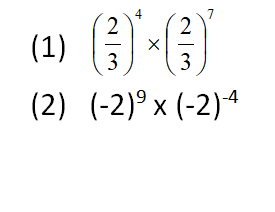 (1) (2/3)⁴ × (2/3)⁷
(2) (-2)⁹ x (-2)⁻⁴